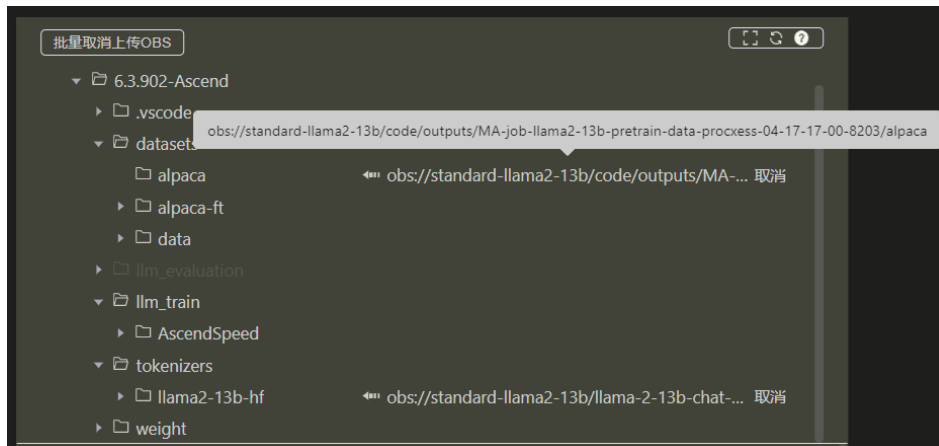 批量取消上传OBS
6.3.902-Ascend
.vscode
obs://standard-llama2-13b/code/outputs/MA-job-llama2-13b-pretrain-data-procxess-04-17-17-00-8203/alpaca
datasets
alpaca obs://standard-llama2-13b/code/outputs/MA-... 取消
alpaca-ft
data
llm_evaluation
llm_train
AscendSpeed
tokenizers
llama2-13b-hf obs://standard-llama2-13b/llama-2-13b-chat-... 取消
weight